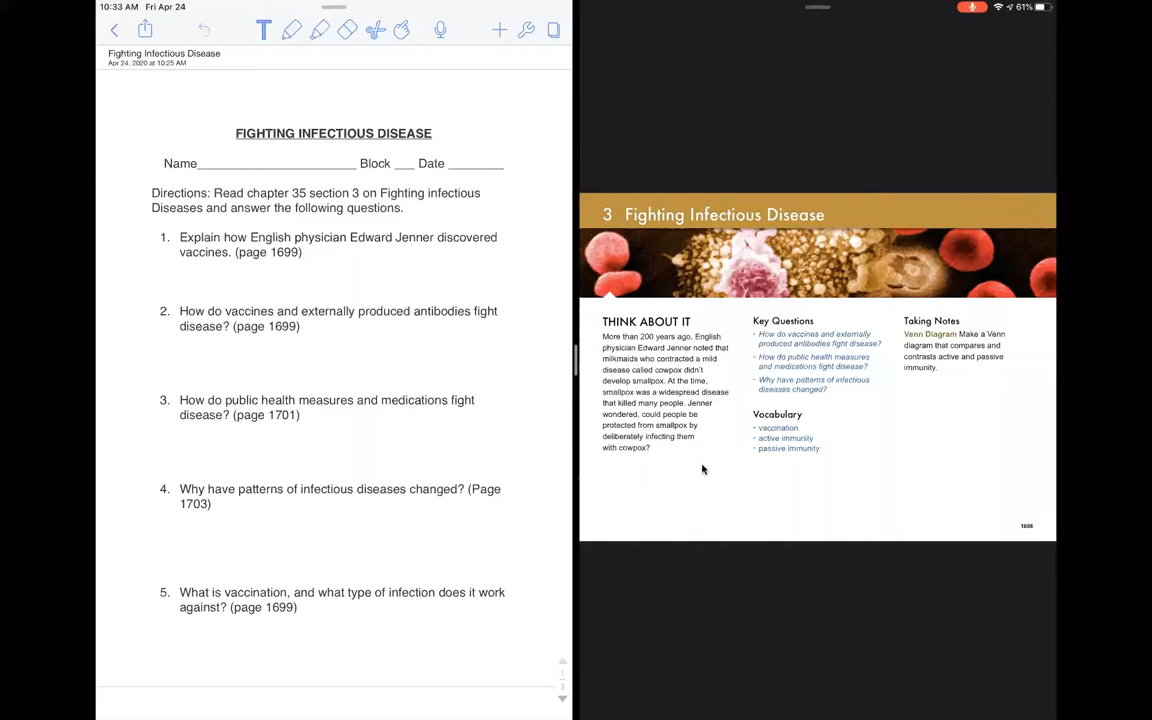 10:33 AM Fri Apr 24
61%
T
Fighting Infectious Disease
Apr 24, 2020 at 10:25 AM
FIGHTING INFECTIOUS DISEASE
Name____________________ Block ___ Date ________
Directions: Read chapter 35 section 3 on Fighting infectious
Diseases and answer the following questions.
1. Explain how English physician Edward Jenner discovered
vaccines. (page 1699)
2. How do vaccines and externally produced antibodies fight
disease? (page 1699)
3. How do public health measures and medications fight
disease? (page 1701)
4. Why have patterns of infectious diseases changed? (Page
1703)
5. What is vaccination, and what type of infection does it work
against? (page 1699)
1
3
3 Fighting Infectious Disease
THINK ABOUT IT
More than 200 years ago, English
physician Edward Jenner noted that
milkmaids who contracted a mild
disease called cowpox didn't
develop smallpox. At the time,
smallpox was a widespread disease
that killed many people. Jenner
wondered, could people be
protected from smallpox by
deliberately infecting them
with cowpox?
Key Questions
· How do vaccines and externally
produced antibodies fight disease?
· How do public health measures
and medications fight disease?
· Why have patterns of infectious
diseases changed?
Vocabulary
· vaccination
· active immunity
· passive immunity
Taking Notes
Venn Diagram Make a Venn
diagram that compares and
contrasts active and passive
immunity.
1698